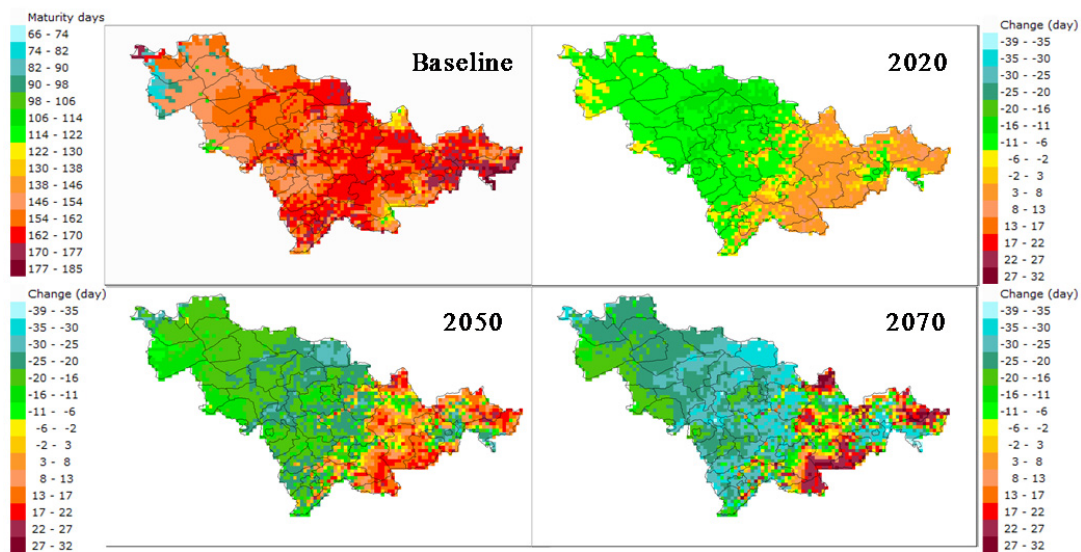 Maturity days
66 - 74
74 - 82
82 - 90
90 - 98
98 - 106
106 - 114
114 - 122
122 - 130
130 - 138
138 - 146
146 - 154
154 - 162
162 - 170
170 - 177
177 - 185
Baseline
2020
Change (day)
-39 - -35
-35 - -30
-30 - -25
-25 - -20
-20 - -16
-16 - -11
-11 - -6
-6 - -2
-2 - 3
3 - 8
8 - 13
13 - 17
17 - 22
22 - 27
27 - 32
Change (day)
-39 - -35
-35 - -30
-30 - -25
-25 - -20
-20 - -16
-16 - -11
-11 - -6
-6 - -2
-2 - 3
3 - 8
8 - 13
13 - 17
17 - 22
22 - 27
27 - 32
2050
2070
Change (day)
-39 - -35
-35 - -30
-30 - -25
-25 - -20
-20 - -16
-16 - -11
-11 - -6
-6 - -2
-2 - 3
3 - 8
8 - 13
13 - 17
17 - 22
22 - 27
27 - 32